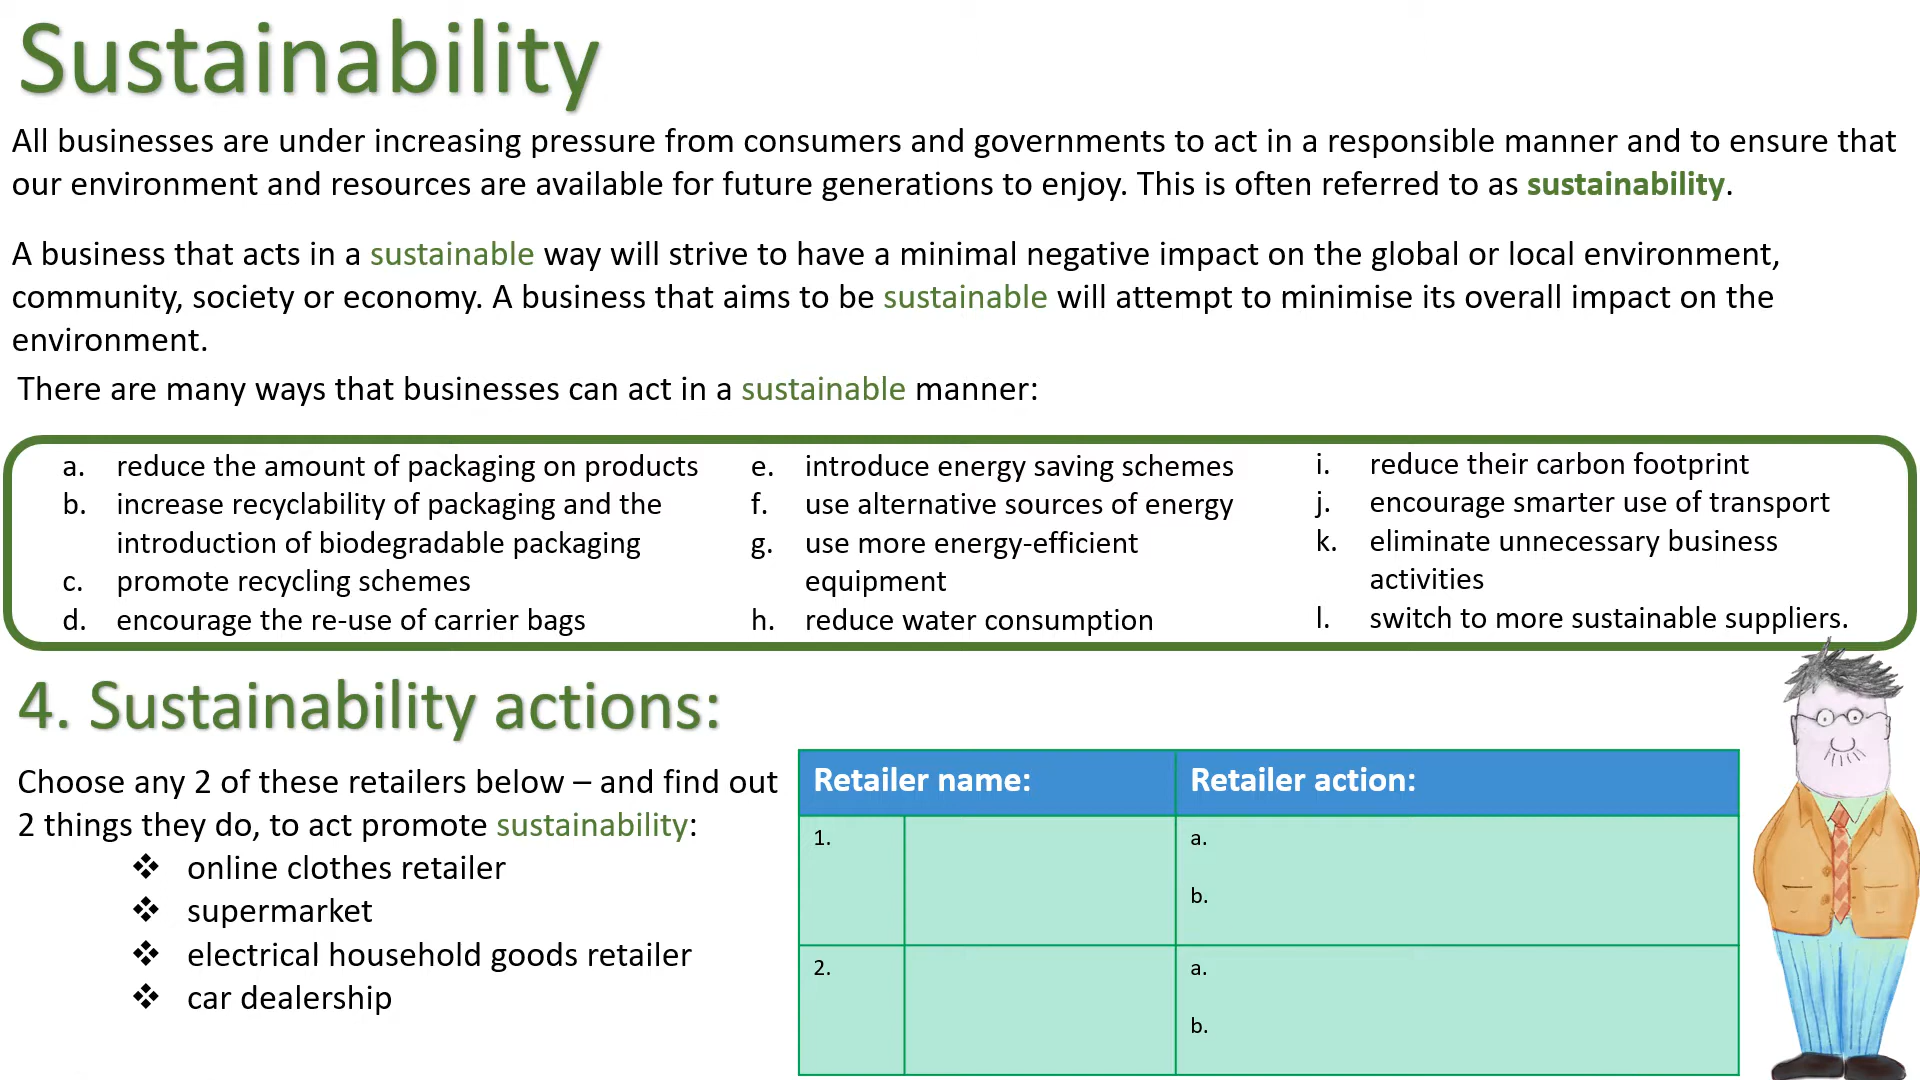 Sustainability
All businesses are under increasing pressure from consumers and governments to act in a responsible manner and to ensure that
our environment and resources are available for future generations to enjoy. This is often referred to as sustainability.
A business that acts in a sustainable way will strive to have a minimal negative impact on the global or local environment,
community, society or economy. A business that aims to be sustainable will attempt to minimise its overall impact on the
environment.
There are many ways that businesses can act in a sustainable manner:
a. reduce the amount of packaging on products
b. increase recyclability of packaging and the
introduction of biodegradable packaging
c. promote recycling schemes
d. encourage the re-use of carrier bags
e. introduce energy saving schemes
f. use alternative sources of energy
g. use more energy-efficient
equipment
h. reduce water consumption
i. reduce their carbon footprint
j. encourage smarter use of transport
k. eliminate unnecessary business
activities
l. switch to more sustainable suppliers.
4. Sustainability actions:
Choose any 2 of these retailers below – and find out
2 things they do, to act promote sustainability:
❖ online clothes retailer
❖ supermarket
❖ electrical household goods retailer
❖ car dealership
Retailer name: Retailer action:
1. a.
b.
2. a.
b.